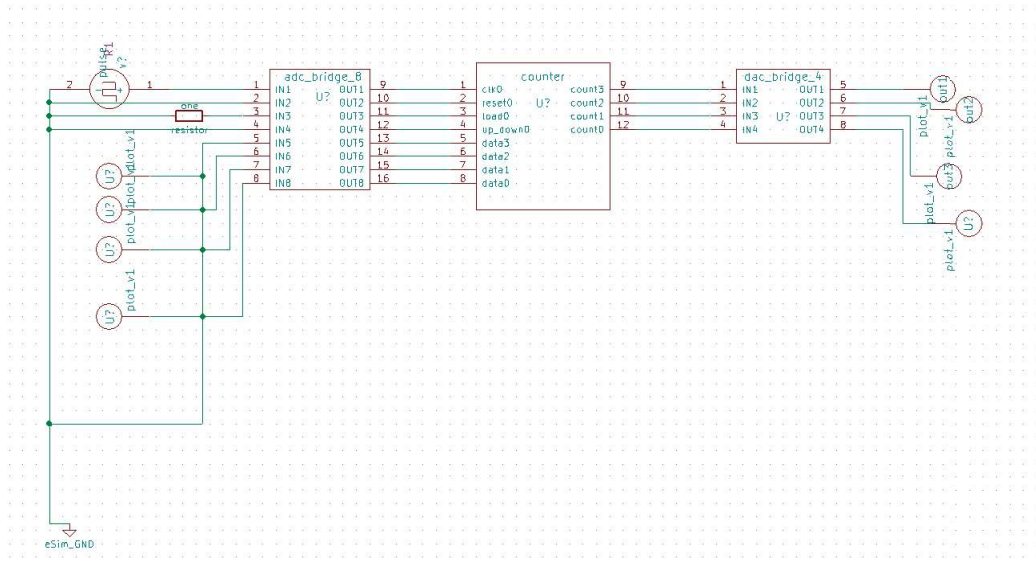 pulse
R1
v?
2
1
one
resistor
adc_bridge_8
U?
1 IN1 OUT1 9
2 IN2 OUT2 10
3 IN3 OUT3 11
4 IN4 OUT4 12
5 IN5 OUT5 13
6 IN6 OUT6 14
7 IN7 OUT7 15
8 IN8 OUT8 16
counter
U?
1 clk0 count3 9
2 reset0 count2 10
3 load0 count1 11
4 up_down0 count0 12
5 data3
6 data2
7 data1
8 data0
dac_bridge_4
U?
1 IN1 OUT1 5
2 IN2 OUT2 6
3 IN3 OUT3 7
4 IN4 OUT4 8
out1
plot_v1
out2
plot_v1
out3
plot_v1
U?
plot_v1
U?
plot_v1
U?
plot_v1
U?
plot_v1
U?
plot_v1
eSim_GND